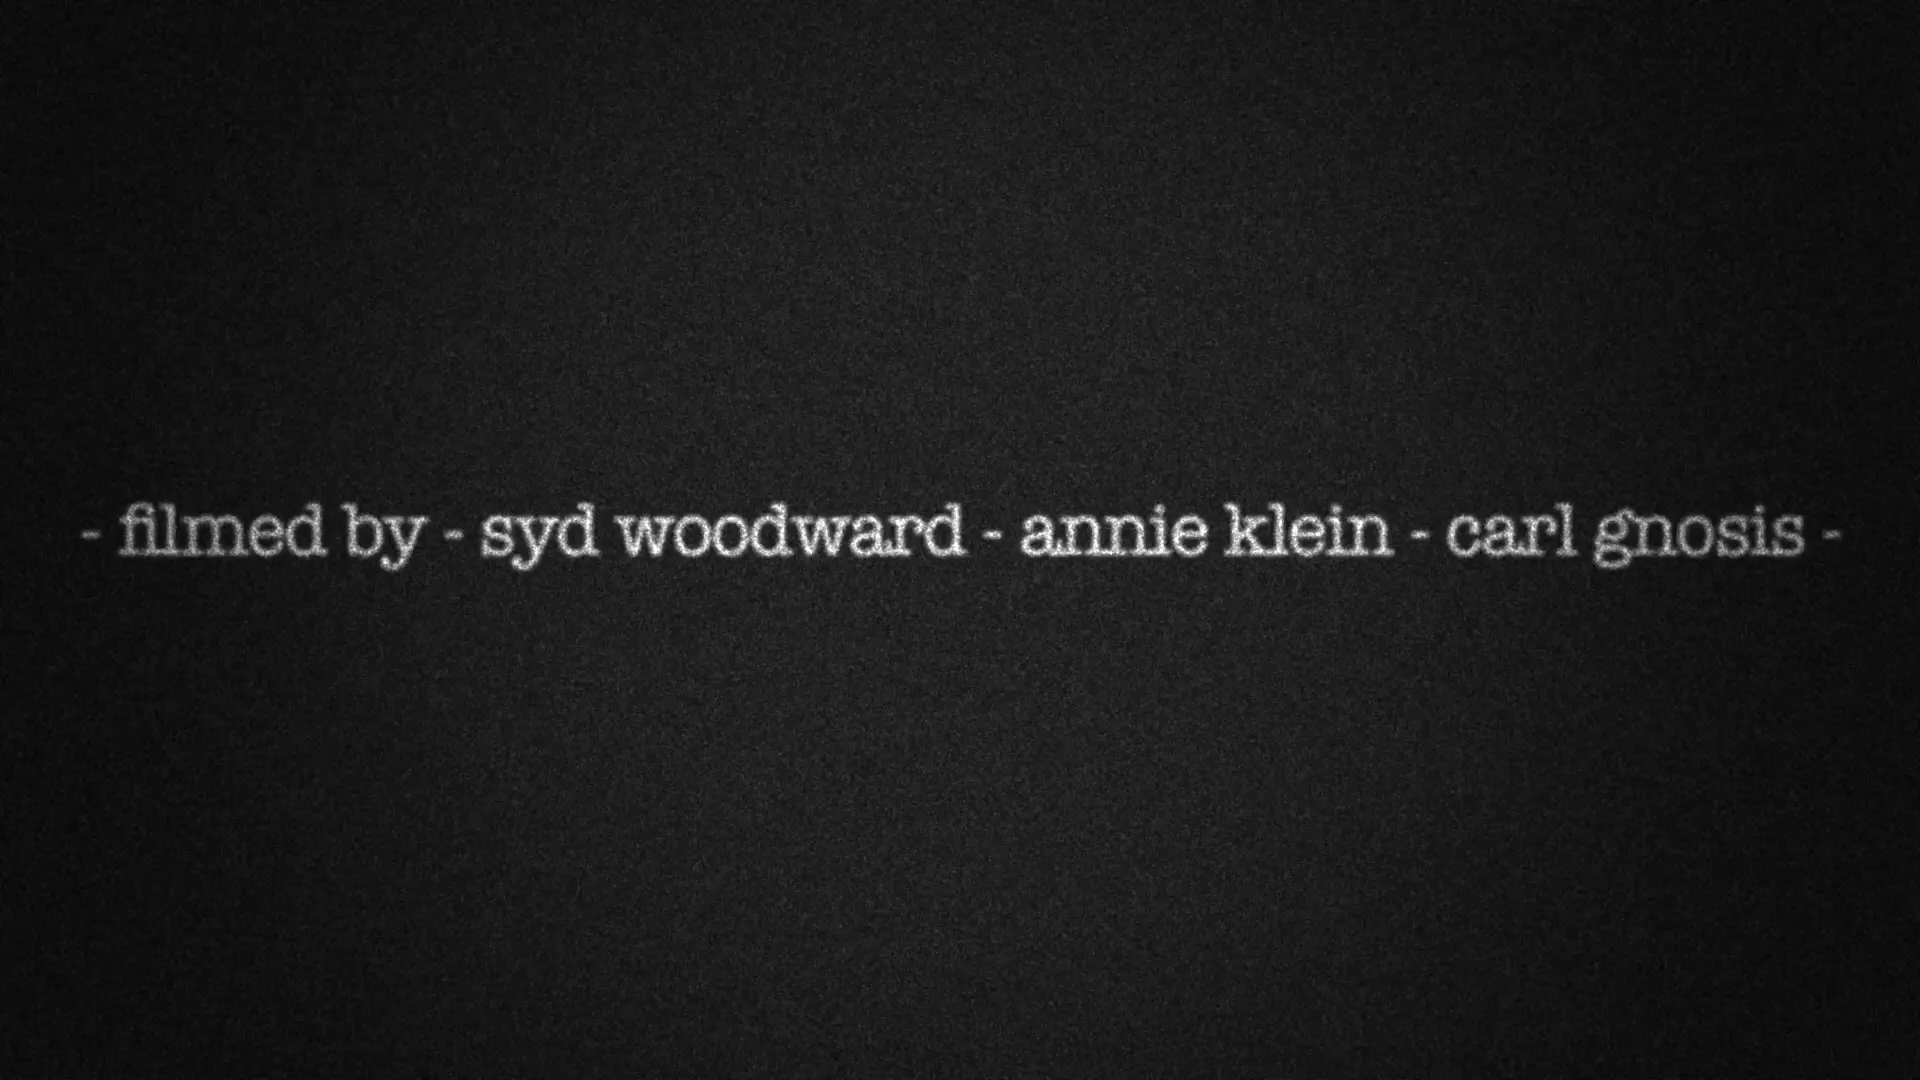 - filmed by - syd woodward - annie klein - carl gnosis -